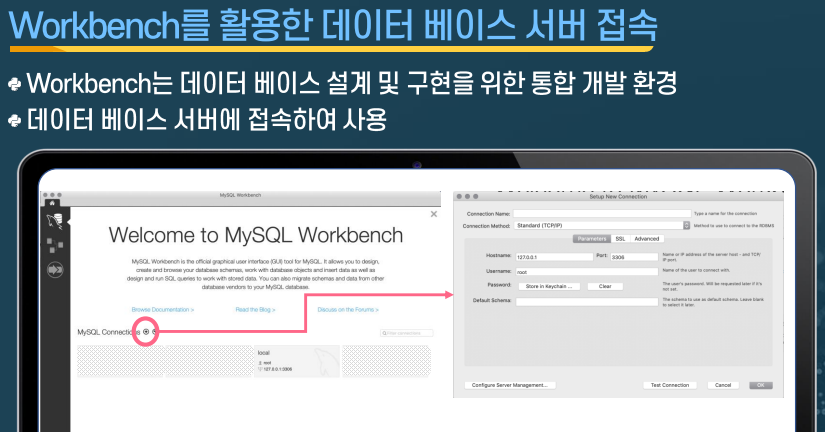 Workbench를 활용한 데이터 베이스 서버 접속
Workbench는 데이터 베이스 설계 및 구현을 위한 통합 개발 환경
데이터 베이스 서버에 접속하여 사용
MySQL Workbench
Welcome to MySQL Workbench
MySQL Workbench is the official graphical user interface (GUI) tool for MySQL. It allows you to design,
create and browse your database schemas, work with database objects and insert data as well as
design and run SQL queries to work with stored data. You can also migrate schemas and data from other
database vendors to your MySQL database.
Browse Documentation >
Read the Blog >
Discuss on the Forums >
MySQL Connections
Filter connections
local
root
127.0.0.1:3306
Setup New Connection
Connection Name:
Type a name for the connection
Connection Method: Standard (TCP/IP)
Method to use to connect to the RDBMS
Parameters SSL Advanced
Hostname: 127.0.0.1 Port: 3306
Name or IP address of the server host - and TCP/
IP port.
Username: root
Name of the user to connect with.
Password: Store in Keychain ... Clear
The user's password. Will be requested later if it's
not set.
Default Schema:
The schema to use as default schema. Leave blank
to select it later.
Configure Server Management...
Test Connection Cancel OK